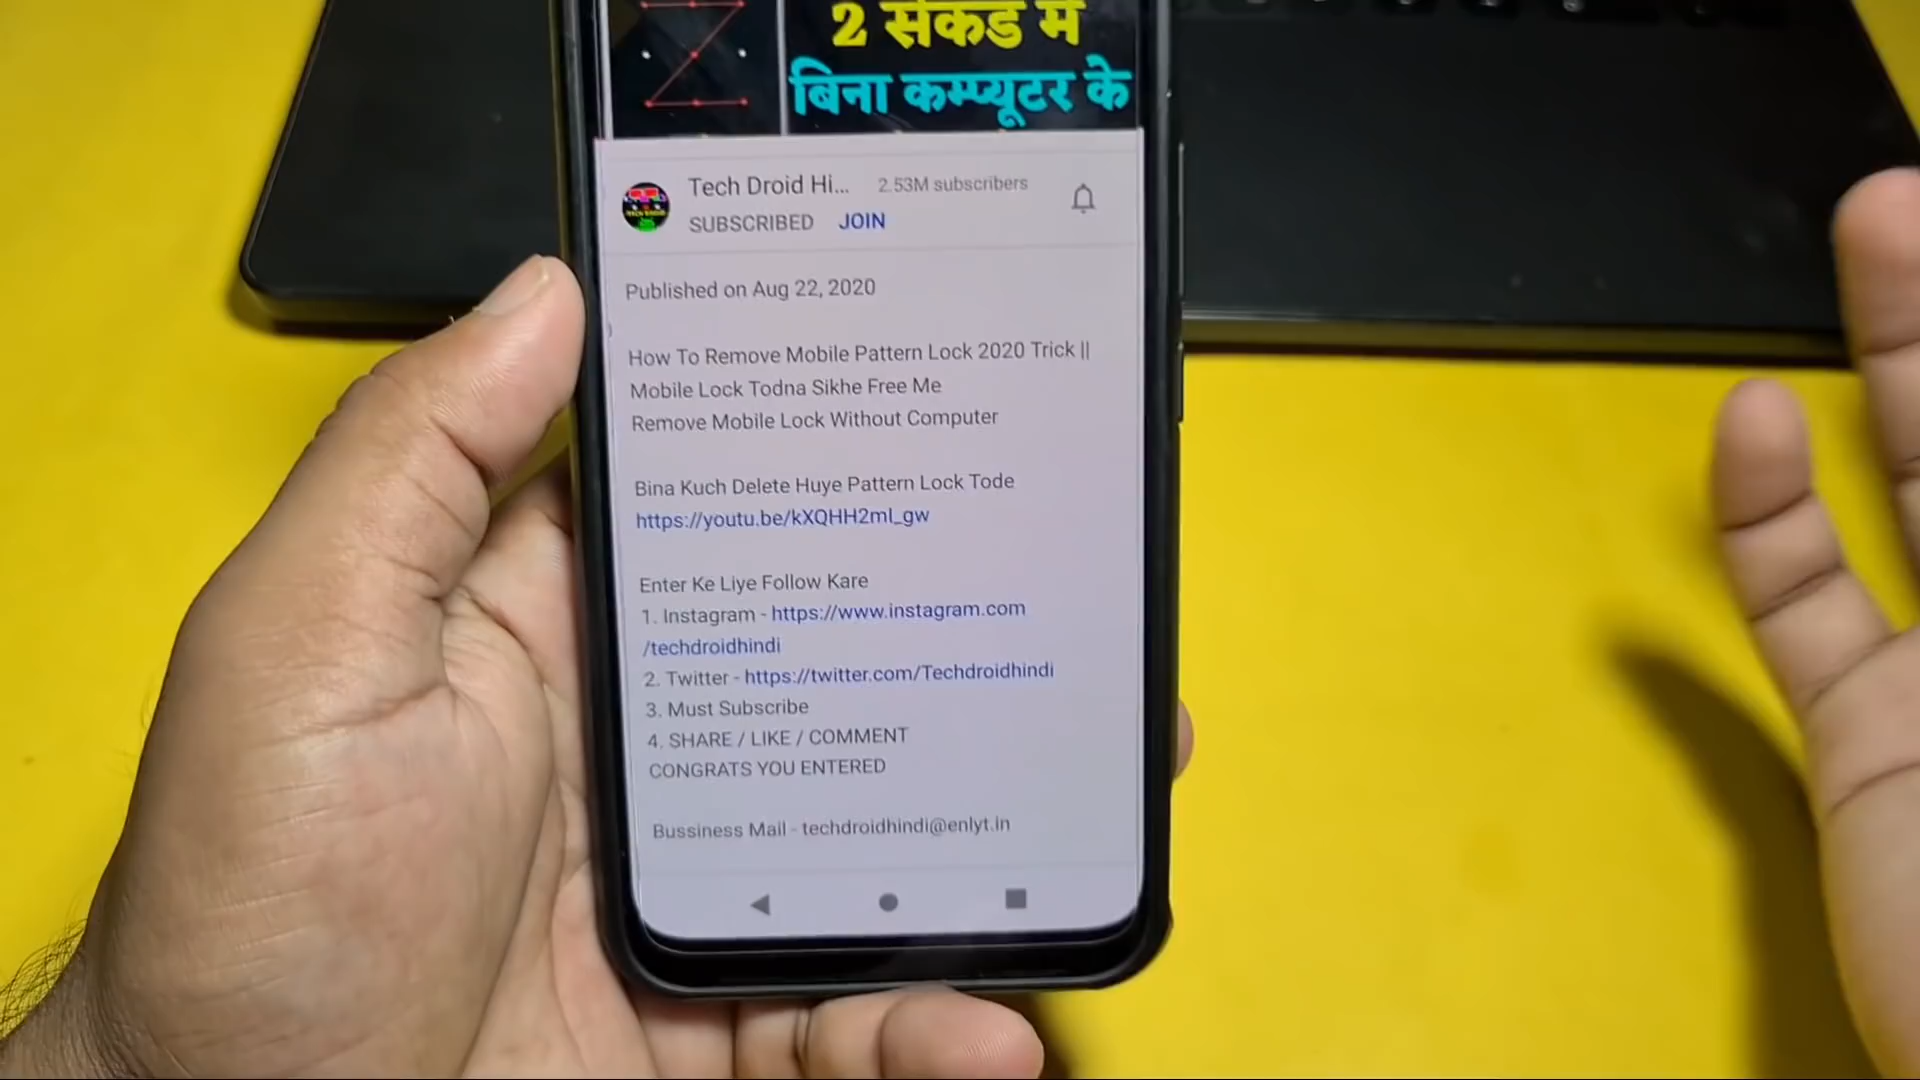 2 सेकंड में
बिना कम्प्यूटर के
Tech Droid Hi... 2.53M subscribers
SUBSCRIBED JOIN
Published on Aug 22, 2020
How To Remove Mobile Pattern Lock 2020 Trick ||
Mobile Lock Todna Sikhe Free Me
Remove Mobile Lock Without Computer
Bina Kuch Delete Huye Pattern Lock Tode
https://youtu.be/kXQHH2ml_gw
Enter Ke Liye Follow Kare
1. Instagram - https://www.instagram.com
/techdroidhindi
2. Twitter - https://twitter.com/Techdroidhindi
3. Must Subscribe
4. SHARE / LIKE / COMMENT
CONGRATS YOU ENTERED
Bussiness Mail - techdroidhindi@enlyt.in